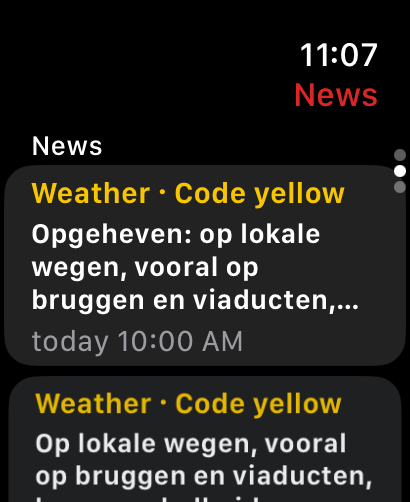 11:07
News
News
Weather · Code yellow
Opgeheven: op lokale
wegen, vooral op
bruggen en viaducten,...
today 10:00 AM
Weather · Code yellow
Op lokale wegen, vooral
op bruggen en viaducten,